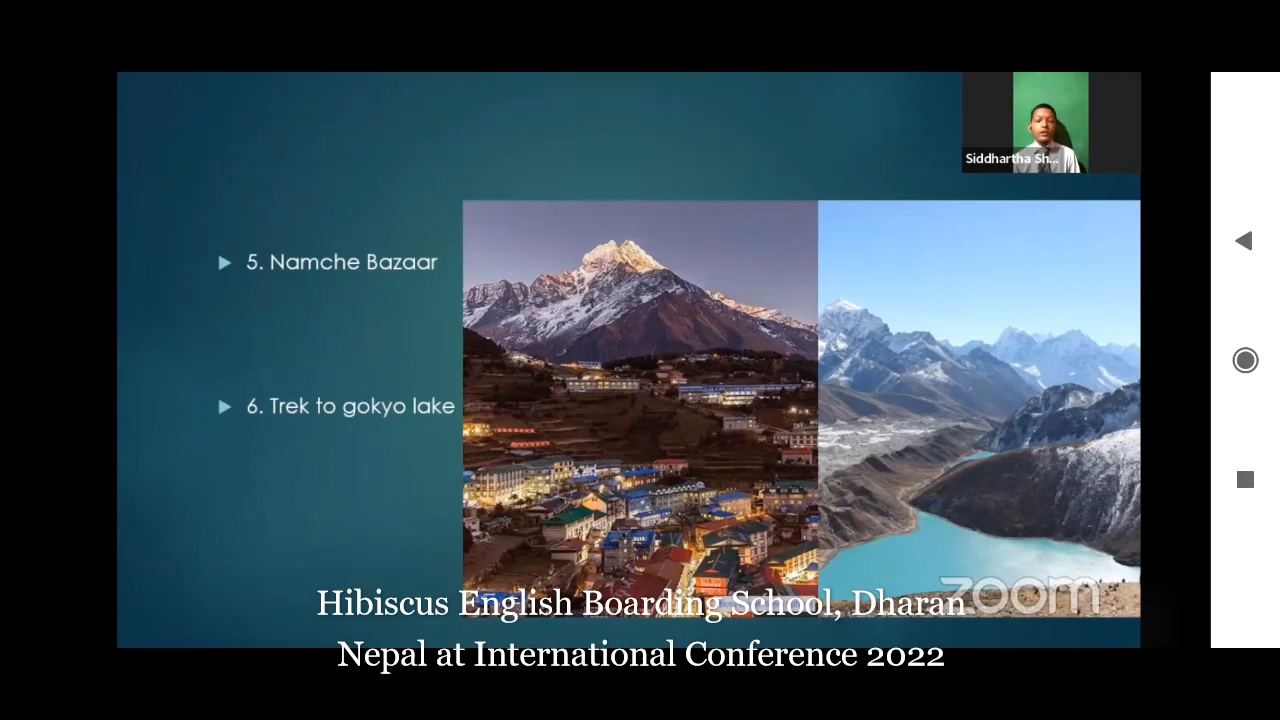 Siddhartha Sh...
5. Namche Bazaar
6. Trek to gokyo lake
zoom
Hibiscus English Boarding School, Dharan
Nepal at International Conference 2022